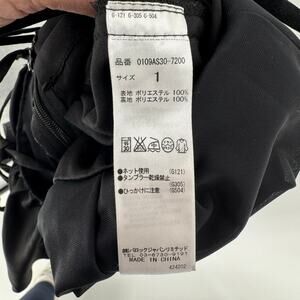 G-121 G-305 G-504
品番 0109AS30-7200
サイズ 1
表地 ポリエステル 100%
裏地 ポリエステル 100%
●ネット使用 (G121)
●タンブラー乾燥禁止 (G305)
●ひっかけに注意 (G504)
㈱バロックジャパンリミテッド
TEL 03-6730-9191
MADE IN CHINA
424202